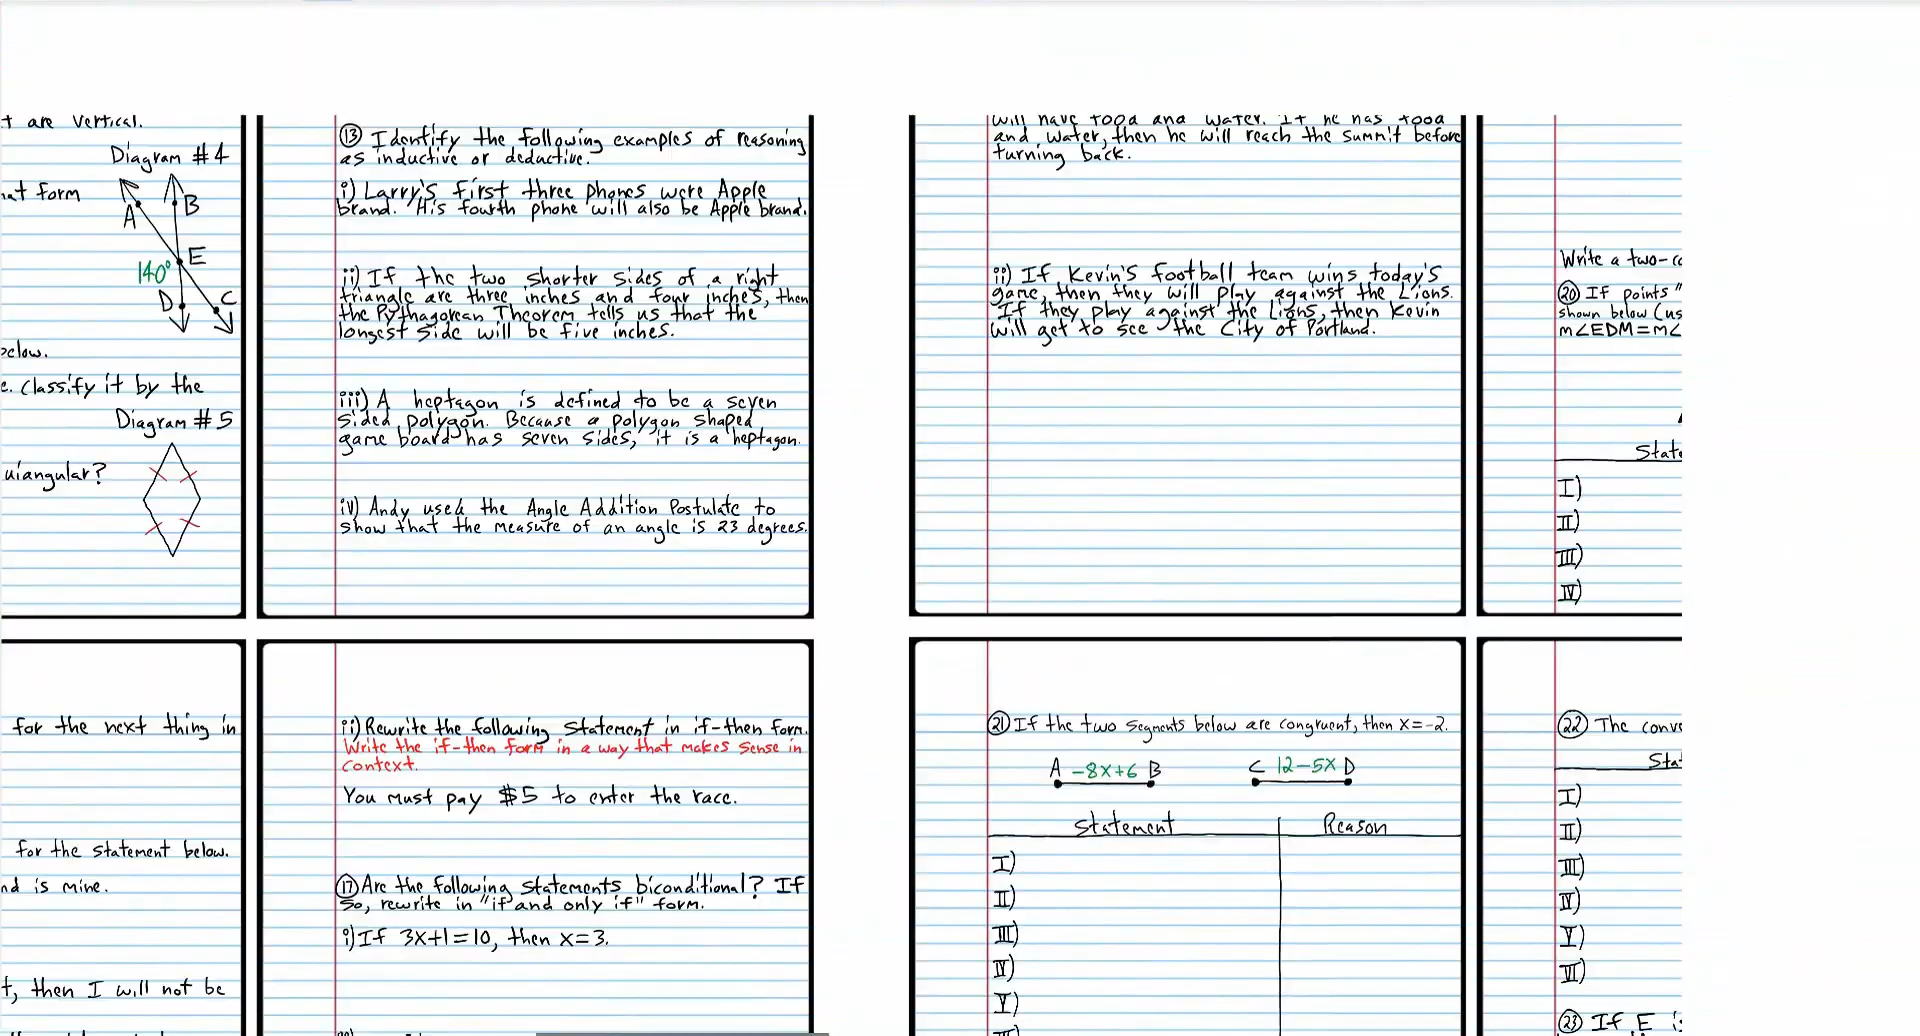 t are vertical.
Diagram #4
at form
A
B
E
140°
D
C
below.
e. Classify it by the
Diagram #5
uiangular?
⑬ Identify the following examples of reasoning
as inductive or deductive.
i) Larry's first three phones were Apple
brand. His fourth phone will also be Apple brand.
ii) If the two shorter sides of a right
triangle are three inches and four inches, then
the Pythagorean Theorem tells us that the
longest side will be five inches.
iii) A heptagon is defined to be a seven
sided polygon. Because a polygon shaped
game board has seven sides, it is a heptagon.
iv) Andy used the Angle Addition Postulate to
show that the measure of an angle is 23 degrees.
will have food and water. If he has food
and water, then he will reach the summit before
turning back.
ii) If Kevin's football team wins today's
game, then they will play against the Lions.
If they play against the Lions, then Kevin
will get to see the City of Portland.
Write a two-co
⑳ If points "
shown below (us
m∠EDM=m∠
State
I)
II)
III)
IV)
for the next thing in
for the statement below.
nd is mine.
t, then I will not be
ii) Rewrite the following statement in if-then form.
Write the if-then form in a way that makes sense in
context.
You must pay $5 to enter the race.
⑰ Are the following statements biconditional? If
so, rewrite in "if and only if" form.
i) If 3x+1=10, then x=3.
㉑ If the two segments below are congruent, then x=-2.
A -8x+6 B
C 12-5x D
Statement Reason
I)
II)
III)
IV)
V)
㉒ The conve
Stat
I)
II)
III)
IV)
V)
VI)
㉓ If E i